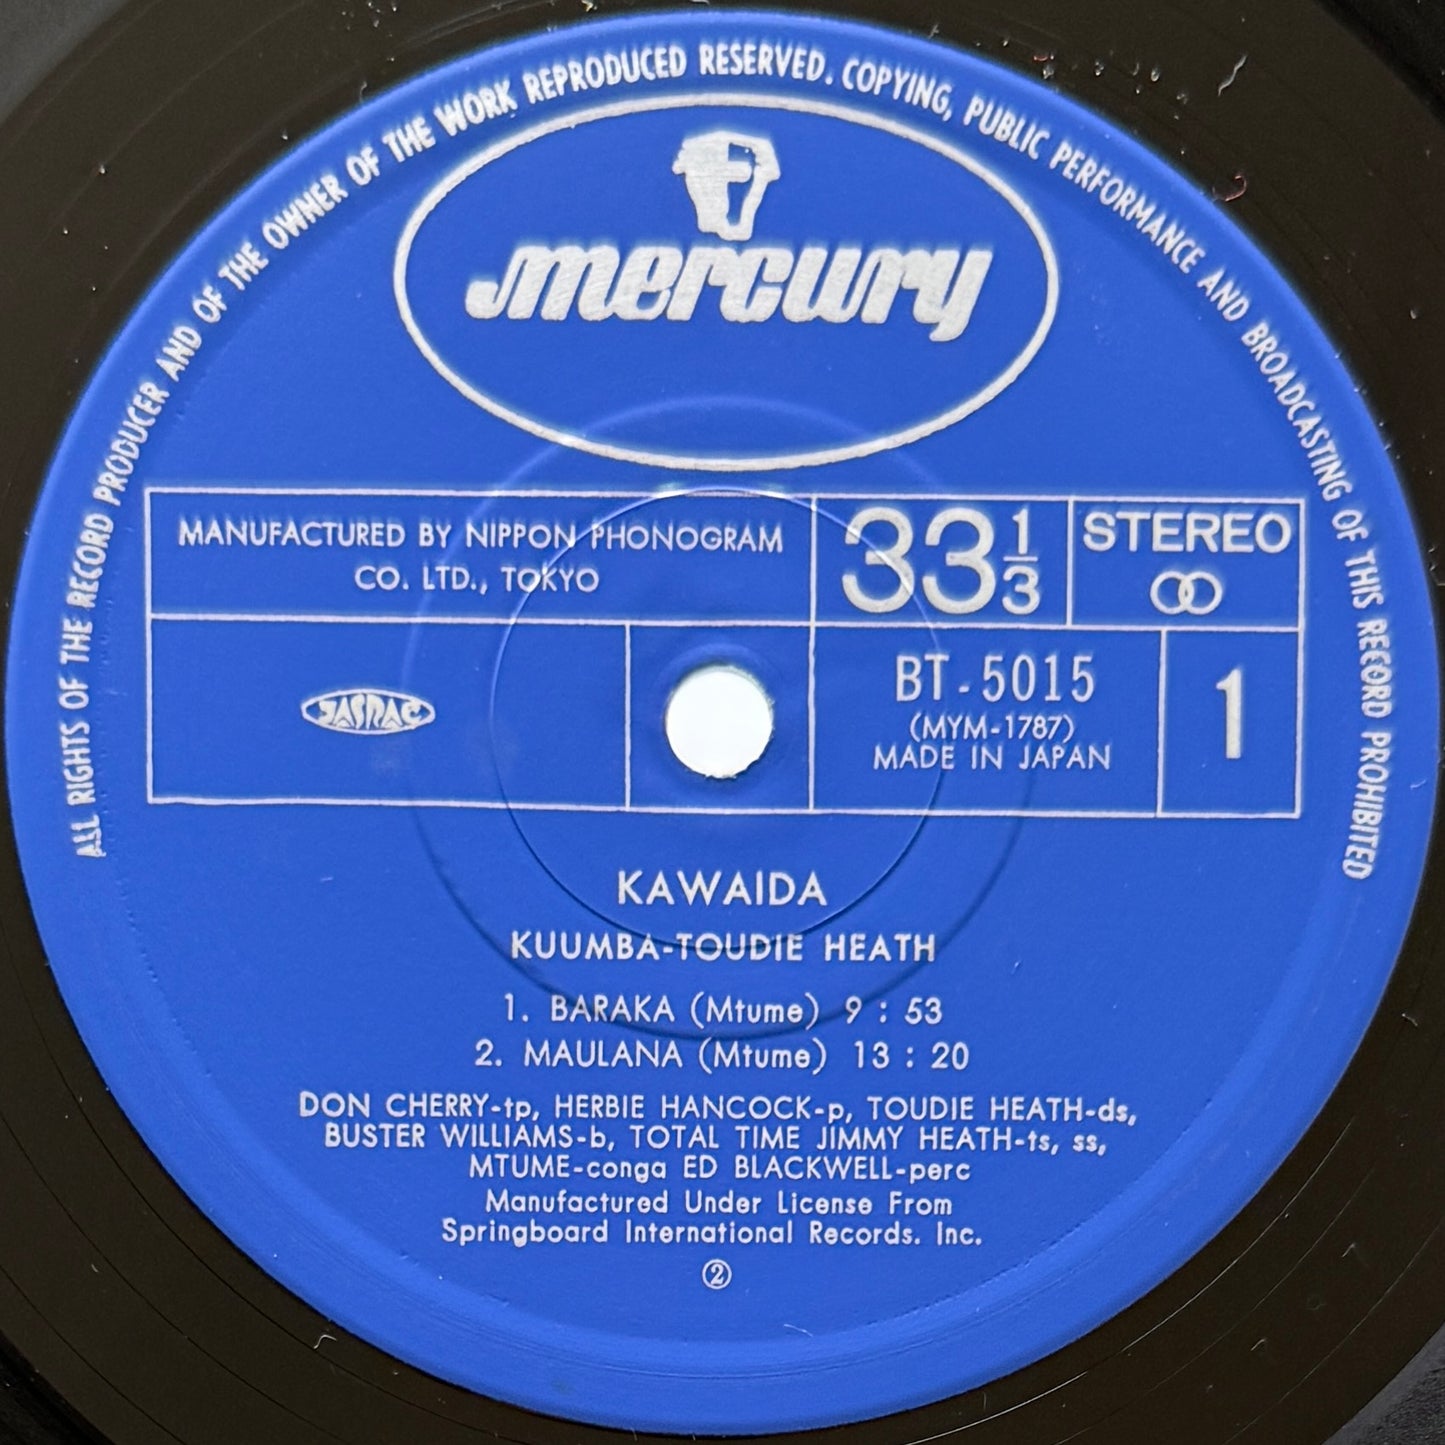 ALL RIGHTS OF THE RECORD PRODUCER AND OF THE OWNER OF THE WORK REPRODUCED RESERVED. COPYING, PUBLIC PERFORMANCE AND BROADCASTING OF THIS RECORD PROHIBITED
mercury
MANUFACTURED BY NIPPON PHONOGRAM
CO. LTD., TOKYO
33 1/3
STEREO
JASRAC
BT-5015
(MYM-1787)
MADE IN JAPAN
1
KAWAIDA
KUUMBA-TOUDIE HEATH
1. BARAKA (Mtume) 9 : 53
2. MAULANA (Mtume) 13 : 20
DON CHERRY-tp, HERBIE HANCOCK-p, TOUDIE HEATH-ds,
BUSTER WILLIAMS-b, TOTAL TIME JIMMY HEATH-ts, ss,
MTUME-conga ED BLACKWELL-perc
Manufactured Under License From
Springboard International Records. Inc.
②